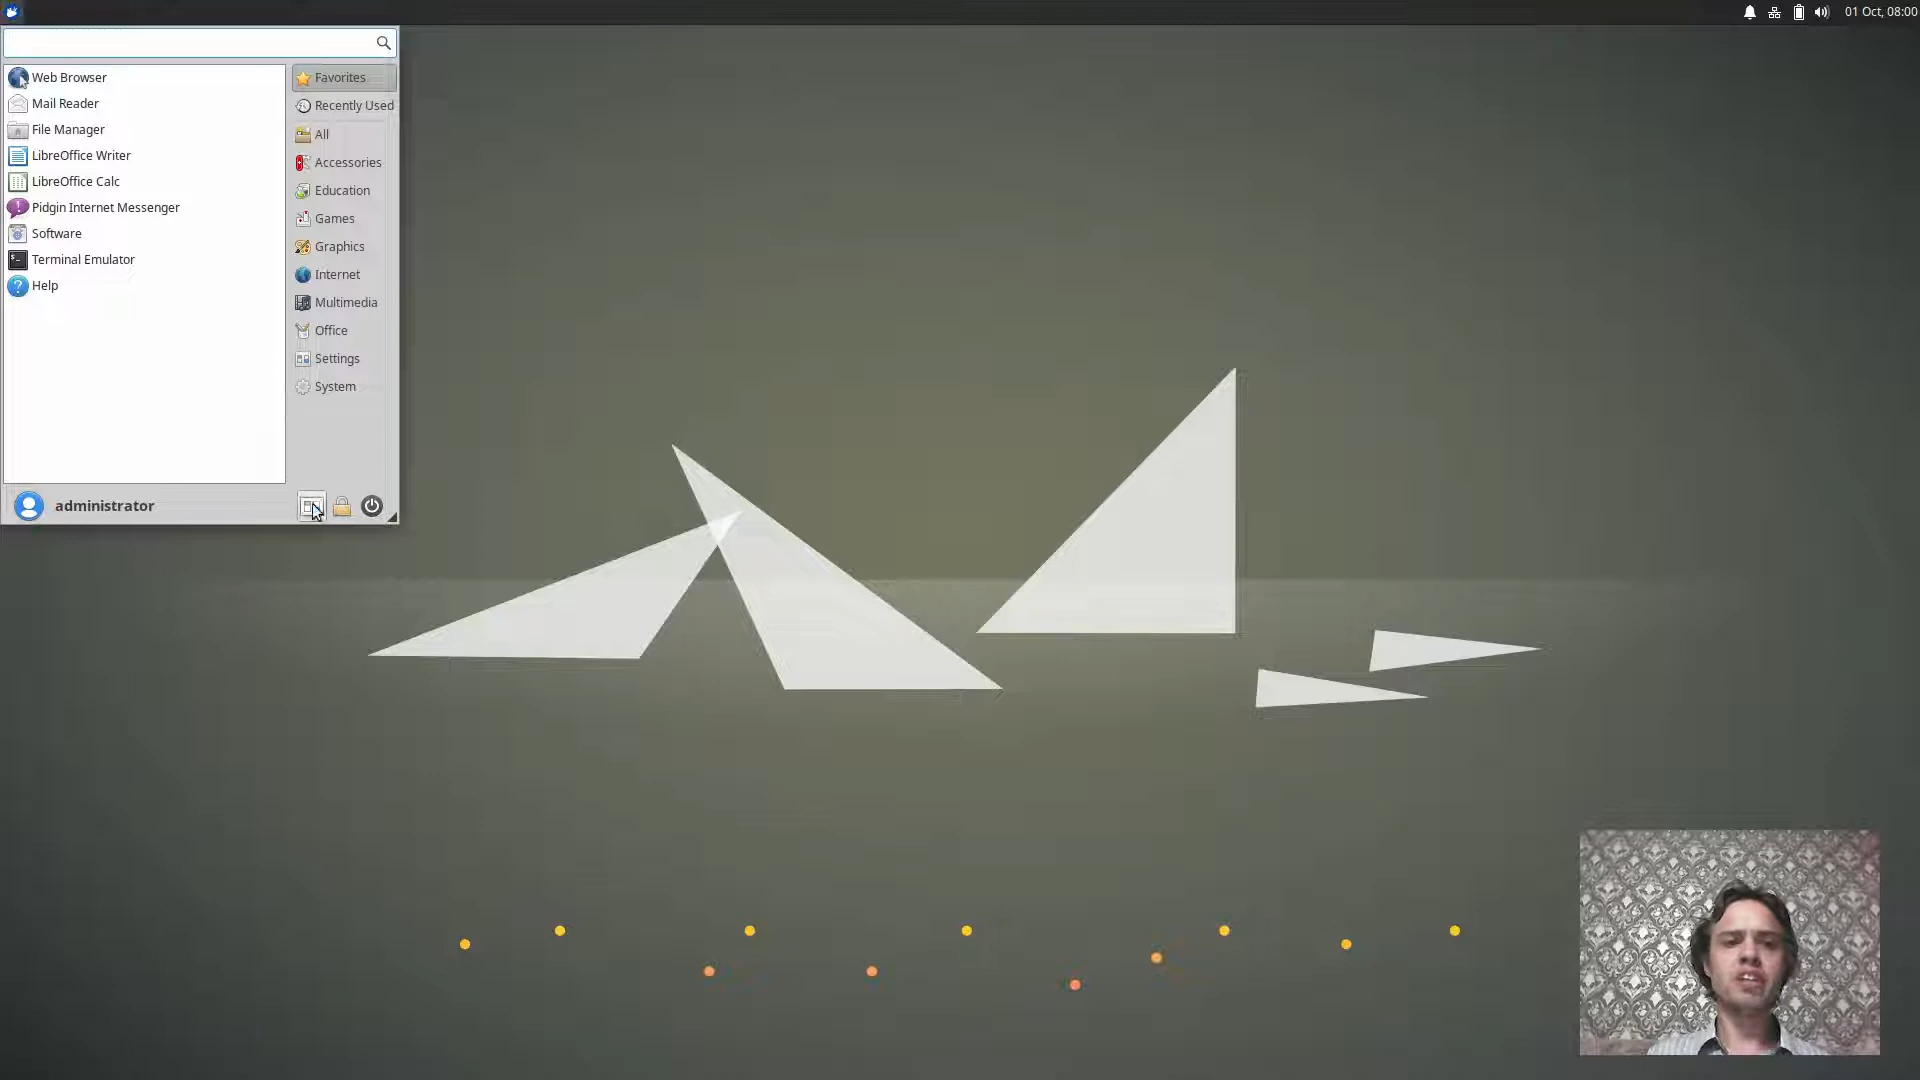 01 Oct, 08:00
Web Browser
Mail Reader
File Manager
LibreOffice Writer
LibreOffice Calc
Pidgin Internet Messenger
Software
Terminal Emulator
Help
Favorites
Recently Used
All
Accessories
Education
Games
Graphics
Internet
Multimedia
Office
Settings
System
administrator